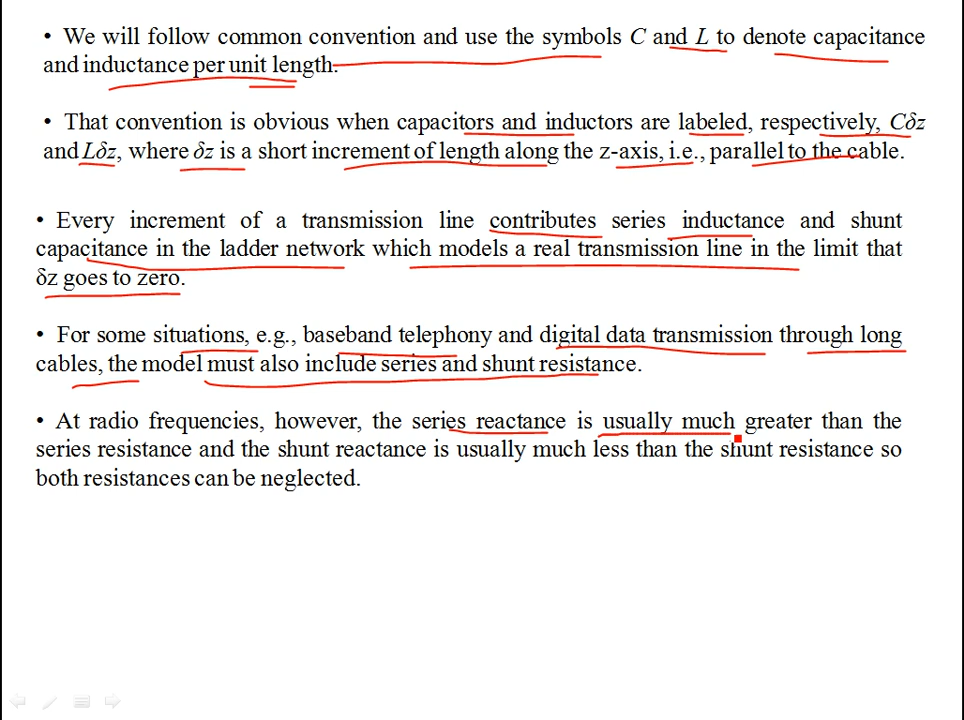 • We will follow common convention and use the symbols C and L to denote capacitance
and inductance per unit length.
• That convention is obvious when capacitors and inductors are labeled, respectively, Cδz
and Lδz, where δz is a short increment of length along the z-axis, i.e., parallel to the cable.
• Every increment of a transmission line contributes series inductance and shunt
capacitance in the ladder network which models a real transmission line in the limit that
δz goes to zero.
• For some situations, e.g., baseband telephony and digital data transmission through long
cables, the model must also include series and shunt resistance.
• At radio frequencies, however, the series reactance is usually much greater than the
series resistance and the shunt reactance is usually much less than the shunt resistance so
both resistances can be neglected.